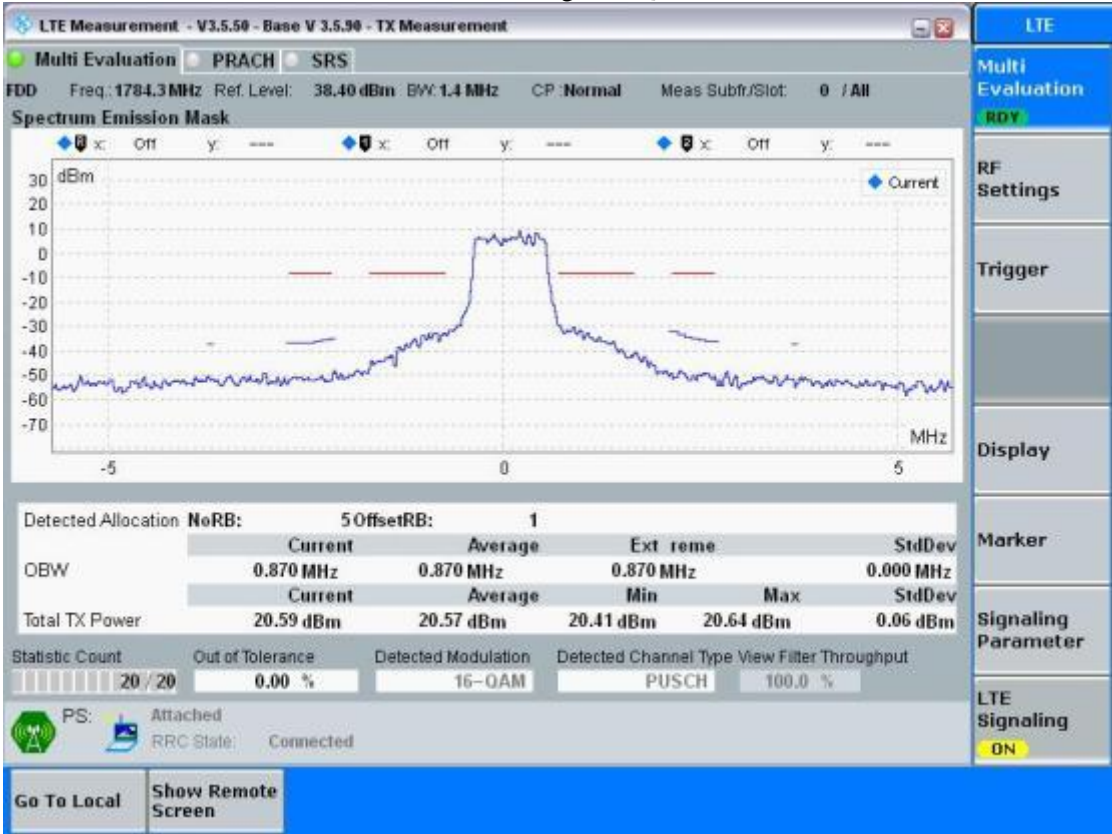 LTE Measurement - V3.5.50 - Base V 3.5.90 - TX Measurement
LTE
Multi Evaluation PRACH SRS
Multi
Evaluation
RDY
FDD Freq.: 1784.3 MHz Ref. Level: 38.40 dBm BW: 1.4 MHz CP :Normal Meas Subfr./Slot: 0 / All
Spectrum Emission Mask
x: Off y: --- x: Off y: --- x: Off y: ---
dBm
Current
30
20
10
0
-10
-20
-30
-40
-50
-60
-70
MHz
-5 0 5
RF
Settings
Trigger
Display
Marker
Signaling
Parameter
LTE
Signaling
ON
Detected Allocation NoRB: 5 OffsetRB: 1
Current Average Ext reme StdDev
OBW 0.870 MHz 0.870 MHz 0.870 MHz 0.000 MHz
Current Average Min Max StdDev
Total TX Power 20.59 dBm 20.57 dBm 20.41 dBm 20.64 dBm 0.06 dBm
Statistic Count Out of Tolerance Detected Modulation Detected Channel Type View Filter Throughput
20 / 20 0.00 % 16-QAM PUSCH 100.0 %
PS: Attached
RRC State: Connected
Go To Local
Show Remote
Screen